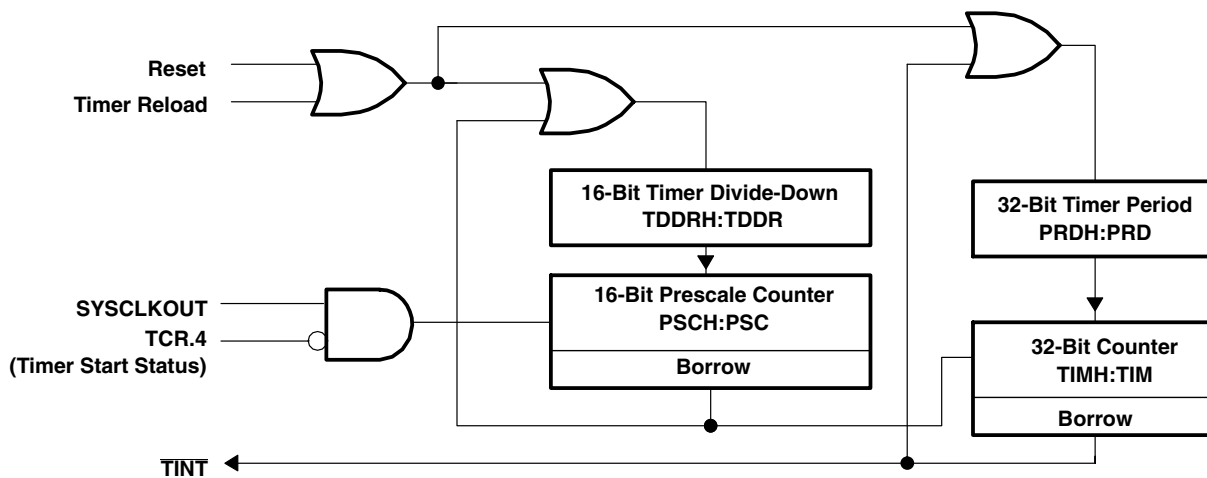 Reset
Timer Reload
16-Bit Timer Divide-Down
TDDRH:TDDR
32-Bit Timer Period
PRDH:PRD
SYSCLKOUT
TCR.4
(Timer Start Status)
16-Bit Prescale Counter
PSCH:PSC
Borrow
32-Bit Counter
TIMH:TIM
Borrow
TINT